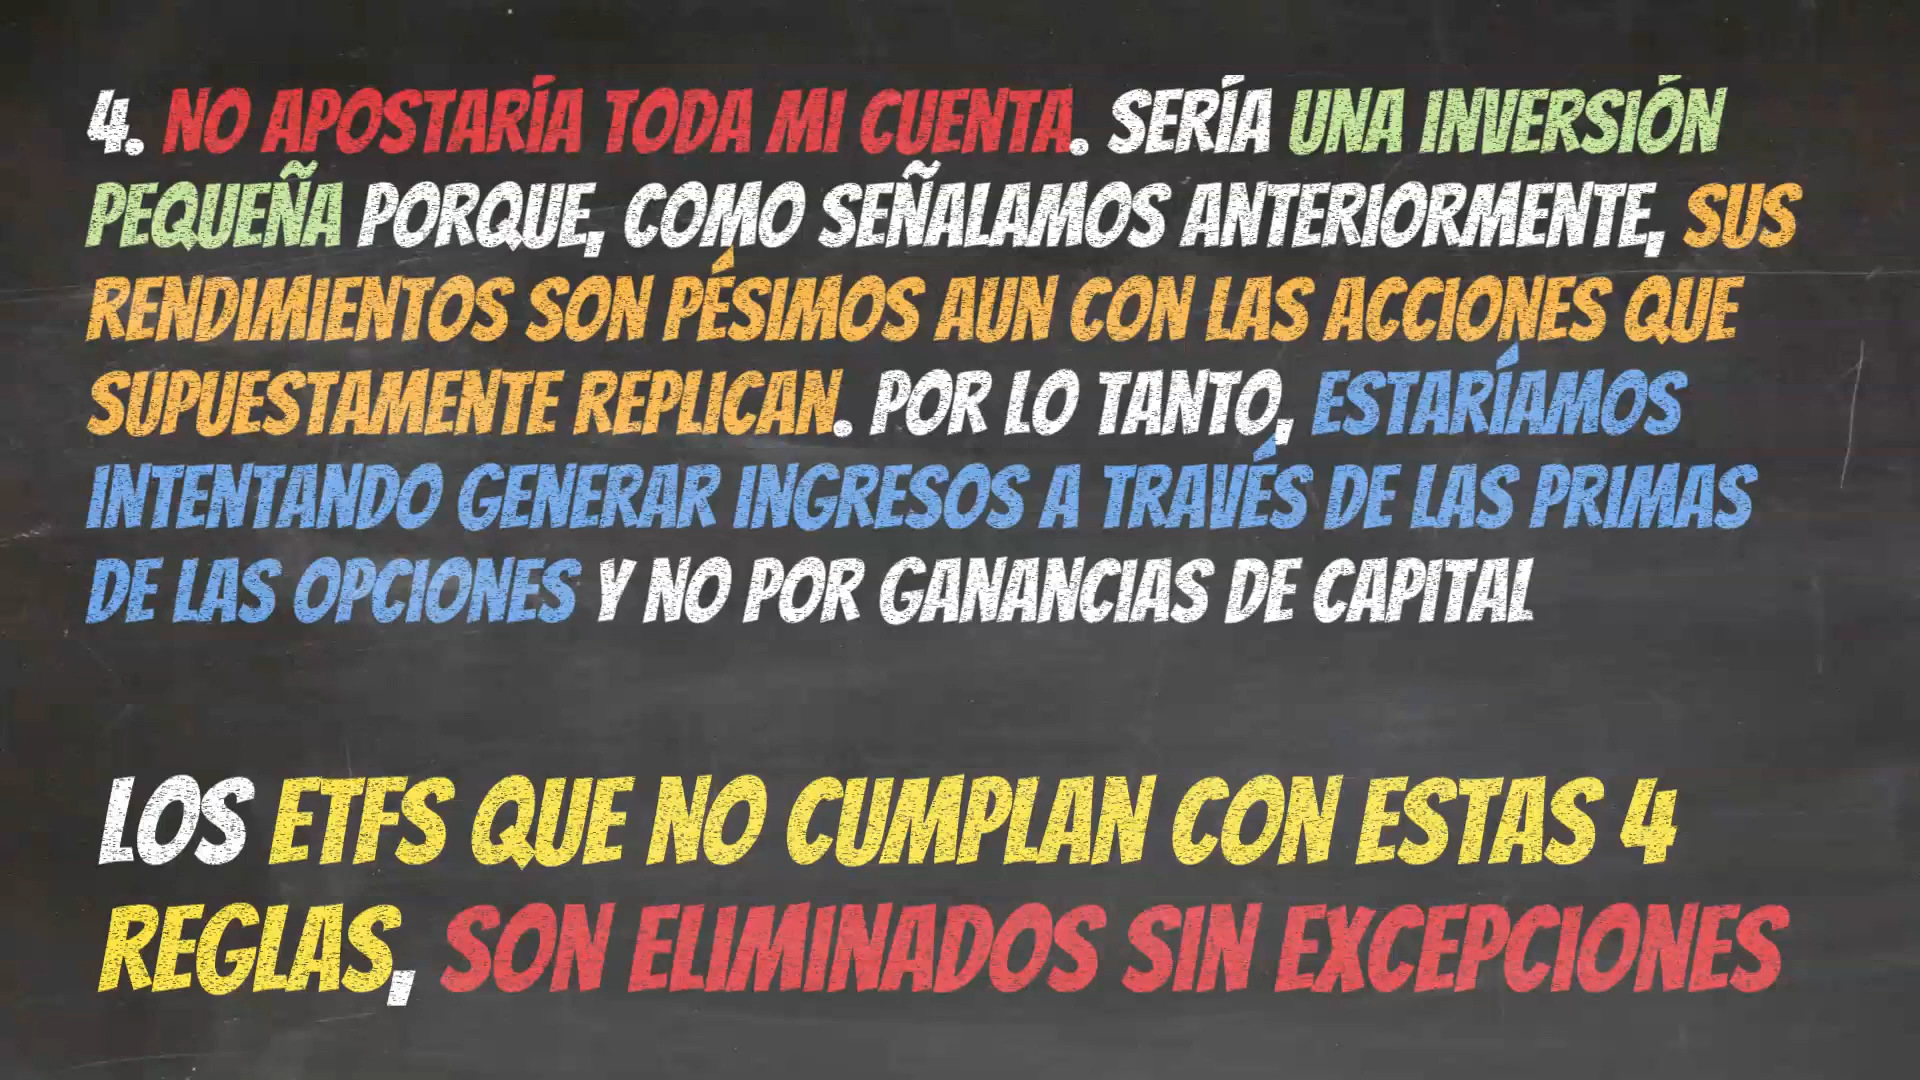 4. NO APOSTARÍA TODA MI CUENTA. SERÍA UNA INVERSIÓN
PEQUEÑA PORQUE, COMO SEÑALAMOS ANTERIORMENTE, SUS
RENDIMIENTOS SON PÉSIMOS AUN CON LAS ACCIONES QUE
SUPUESTAMENTE REPLICAN. POR LO TANTO, ESTARÍAMOS
INTENTANDO GENERAR INGRESOS A TRAVÉS DE LAS PRIMAS
DE LAS OPCIONES Y NO POR GANANCIAS DE CAPITAL
LOS ETFS QUE NO CUMPLAN CON ESTAS 4
REGLAS, SON ELIMINADOS SIN EXCEPCIONES